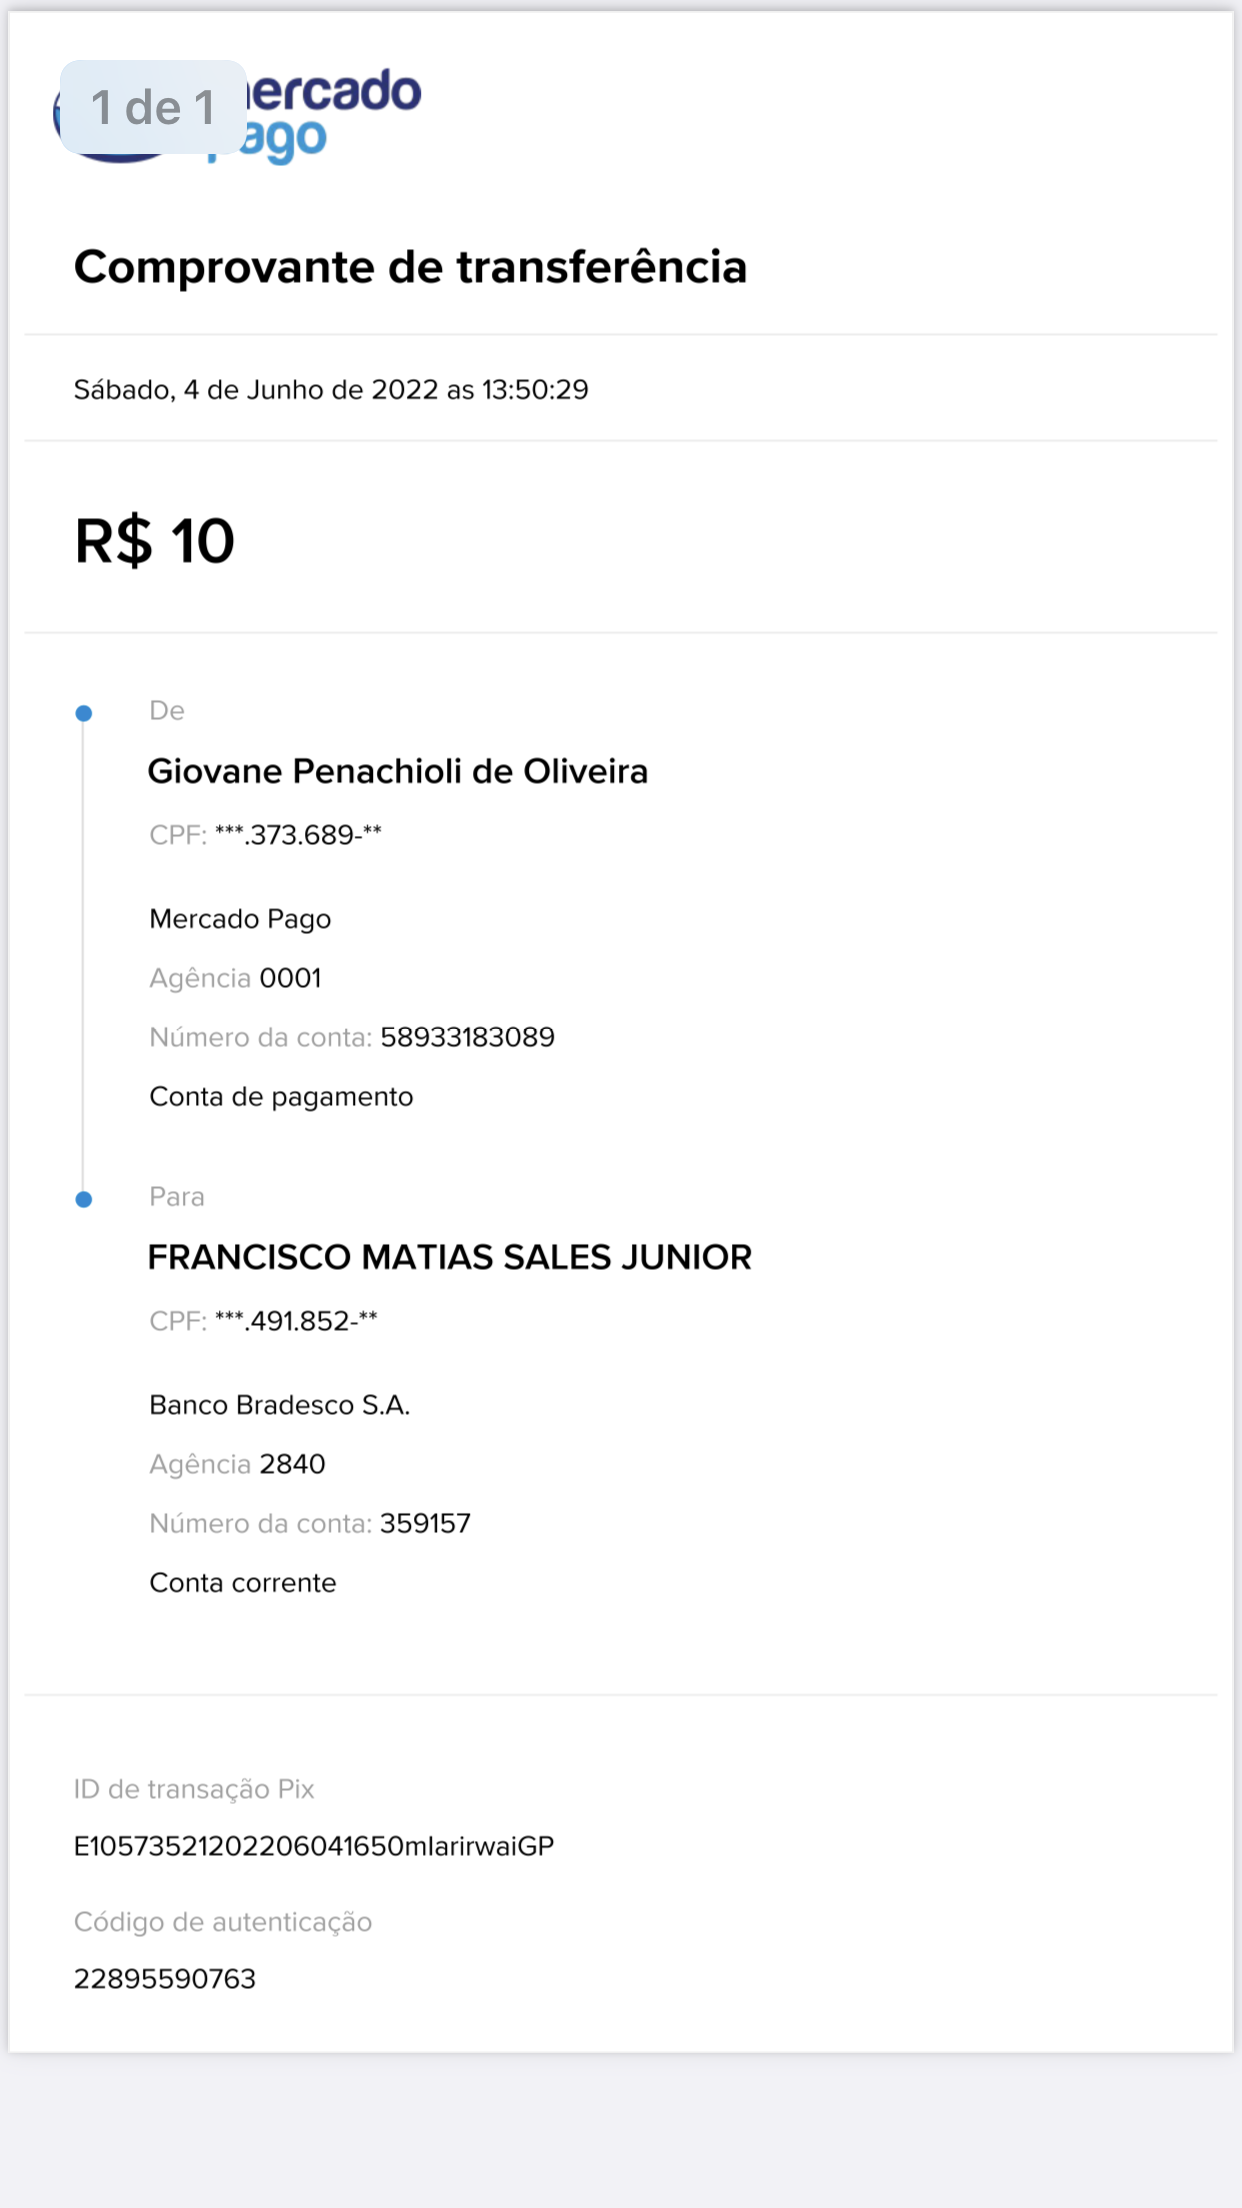 1 de 1
ercado
pago
Comprovante de transferência
Sábado, 4 de Junho de 2022 as 13:50:29
R$ 10
De
Giovane Penachioli de Oliveira
CPF: ***.373.689-**
Mercado Pago
Agência 0001
Número da conta: 58933183089
Conta de pagamento
Para
FRANCISCO MATIAS SALES JUNIOR
CPF: ***.491.852-**
Banco Bradesco S.A.
Agência 2840
Número da conta: 359157
Conta corrente
ID de transação Pix
E10573521202206041650mlarirwaiGP
Código de autenticação
22895590763